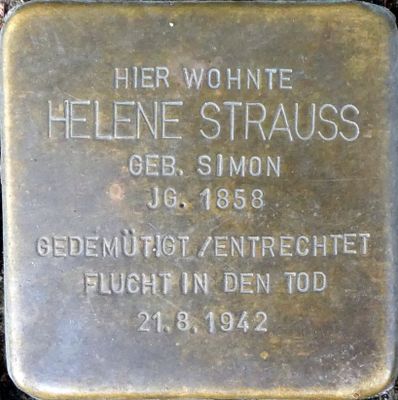 HIER WOHNTE
HELENE STRAUSS
GEB. SIMON
JG. 1858
GEDEMÜTIGT/ENTRECHTET
FLUCHT IN DEN TOD
21.8.1942